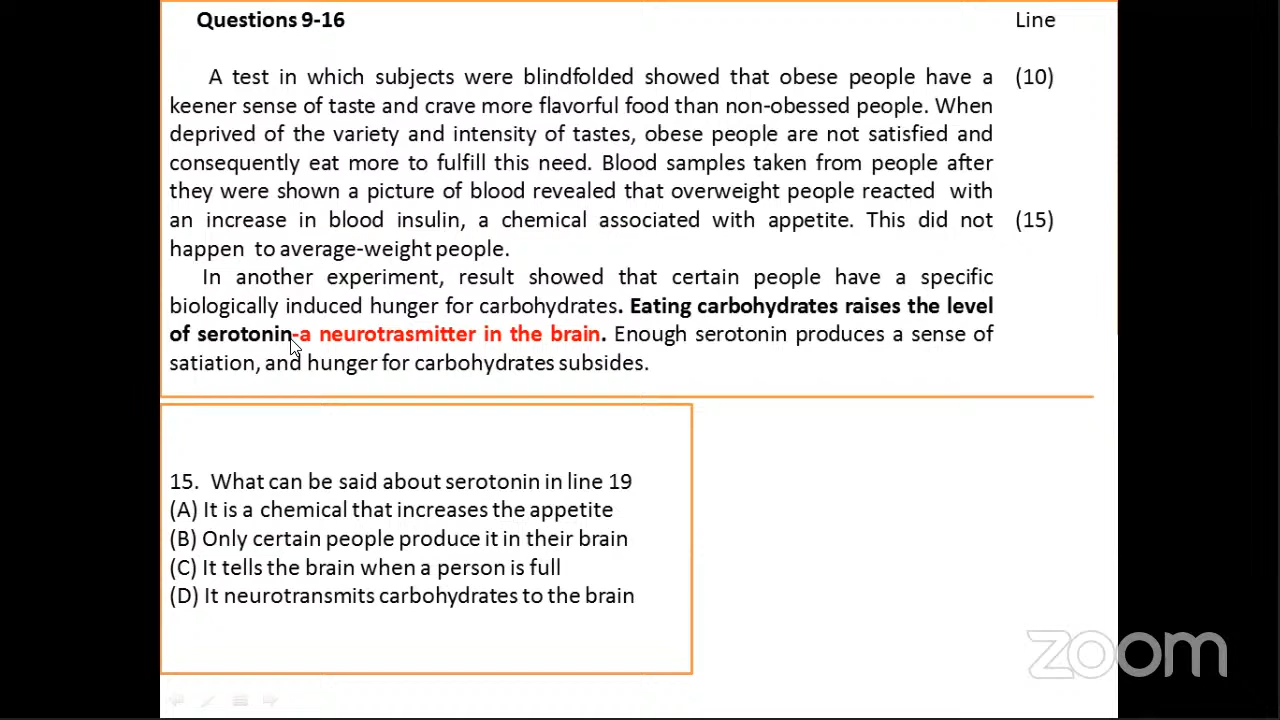 Questions 9-16
Line
A test in which subjects were blindfolded showed that obese people have a (10)
keener sense of taste and crave more flavorful food than non-obessed people. When
deprived of the variety and intensity of tastes, obese people are not satisfied and
consequently eat more to fulfill this need. Blood samples taken from people after
they were shown a picture of blood revealed that overweight people reacted with
an increase in blood insulin, a chemical associated with appetite. This did not (15)
happen to average-weight people.
In another experiment, result showed that certain people have a specific
biologically induced hunger for carbohydrates. Eating carbohydrates raises the level
of serotonin-a neurotrasmitter in the brain. Enough serotonin produces a sense of
satiation, and hunger for carbohydrates subsides.
15. What can be said about serotonin in line 19
(A) It is a chemical that increases the appetite
(B) Only certain people produce it in their brain
(C) It tells the brain when a person is full
(D) It neurotransmits carbohydrates to the brain
zoom